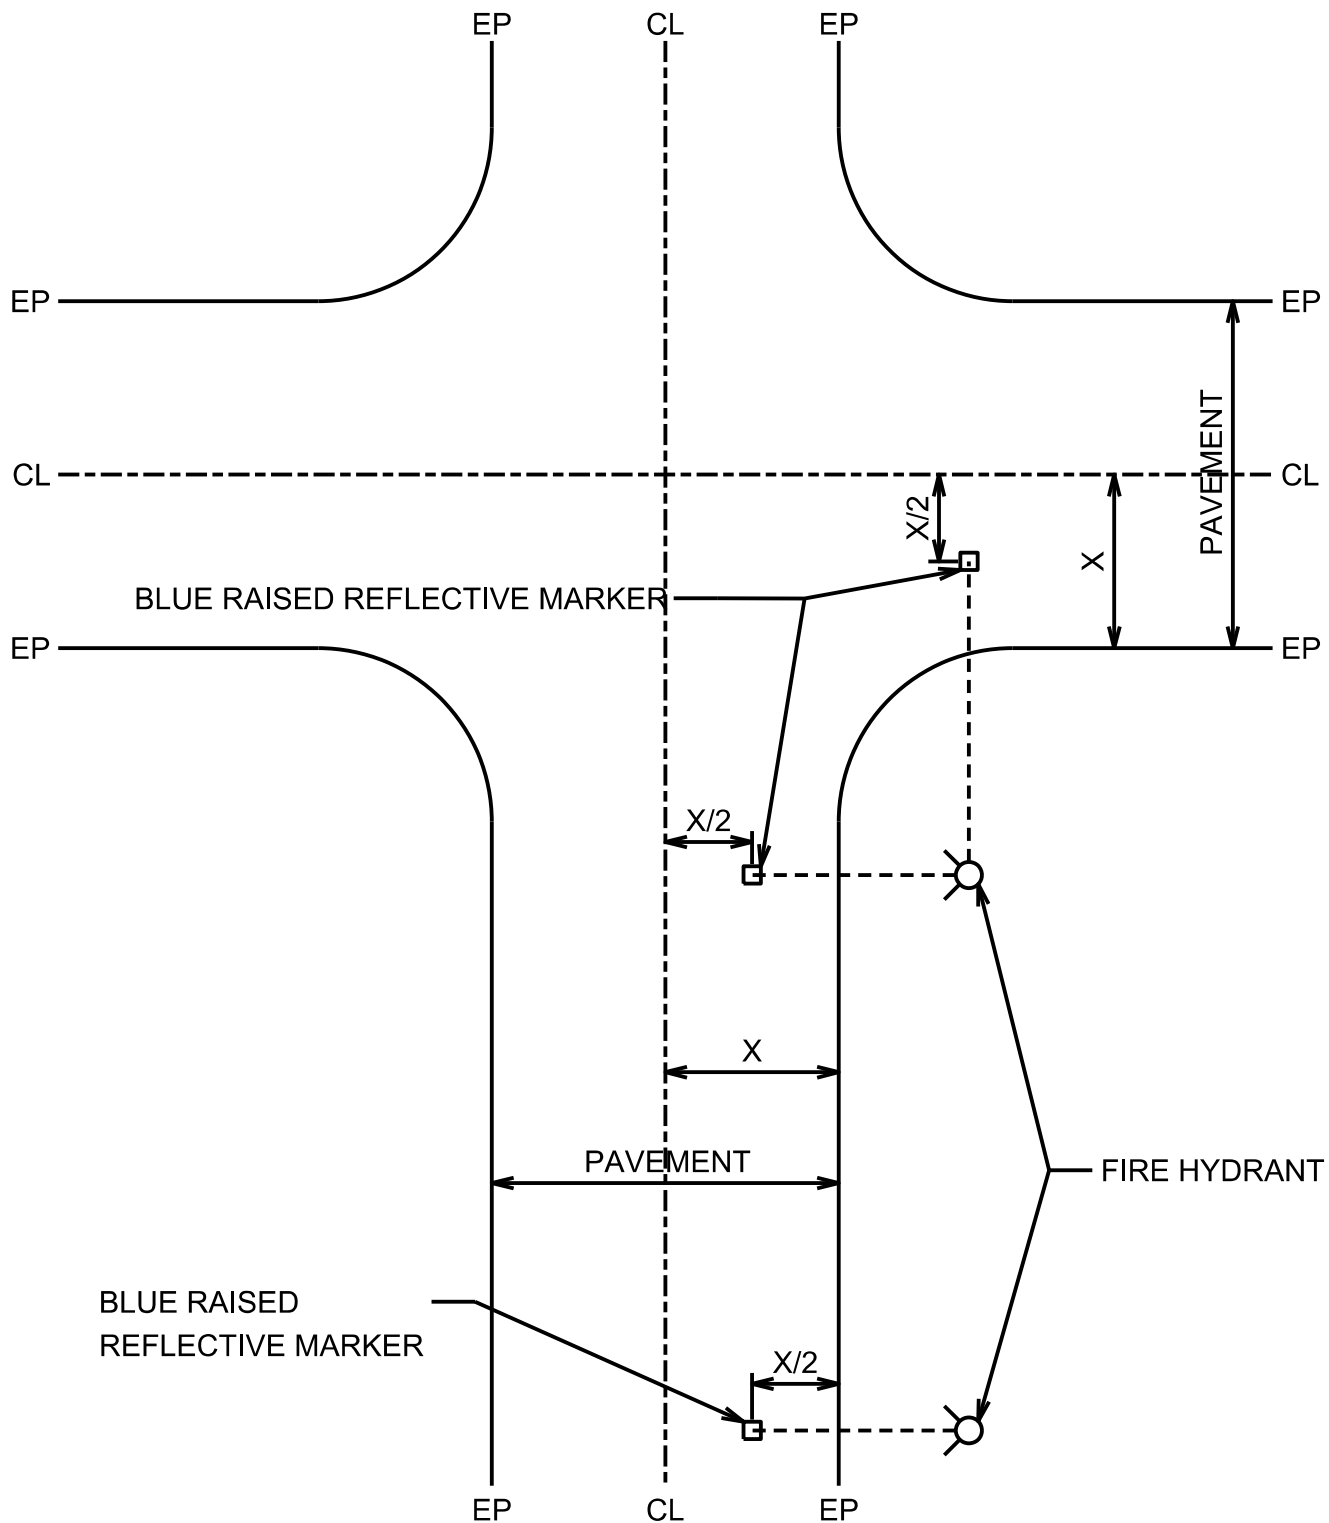 EP
CL
EP
EP
EP
PAVEMENT
CL
CL
X/2
X
BLUE RAISED REFLECTIVE MARKER
EP
EP
X/2
X
PAVEMENT
FIRE HYDRANT
BLUE RAISED
REFLECTIVE MARKER
X/2
EP
CL
EP